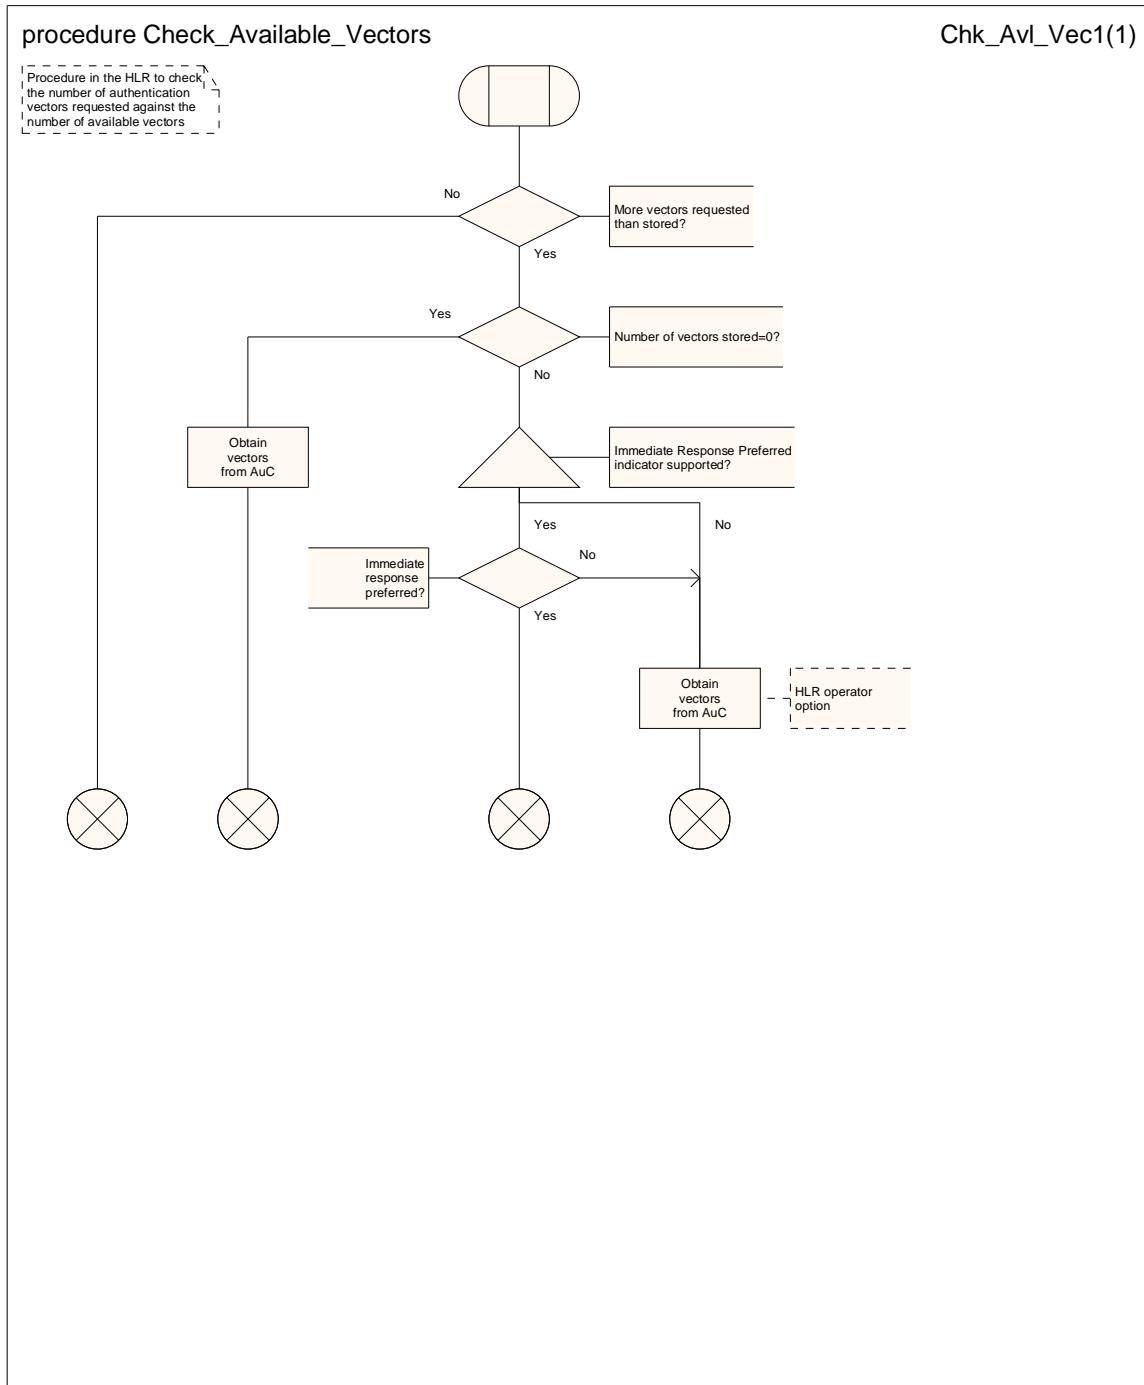 procedure Check_Available_Vectors
Chk_Avl_Vec1(1)
Procedure in the HLR to check
the number of authentication
vectors requested against the
number of available vectors
No
More vectors requested
than stored?
Yes
Yes
Number of vectors stored=0?
No
Obtain
vectors
from AuC
Immediate Response Preferred
indicator supported?
Yes
No
Immediate
response
preferred?
No
Yes
Obtain
vectors
from AuC
HLR operator
option